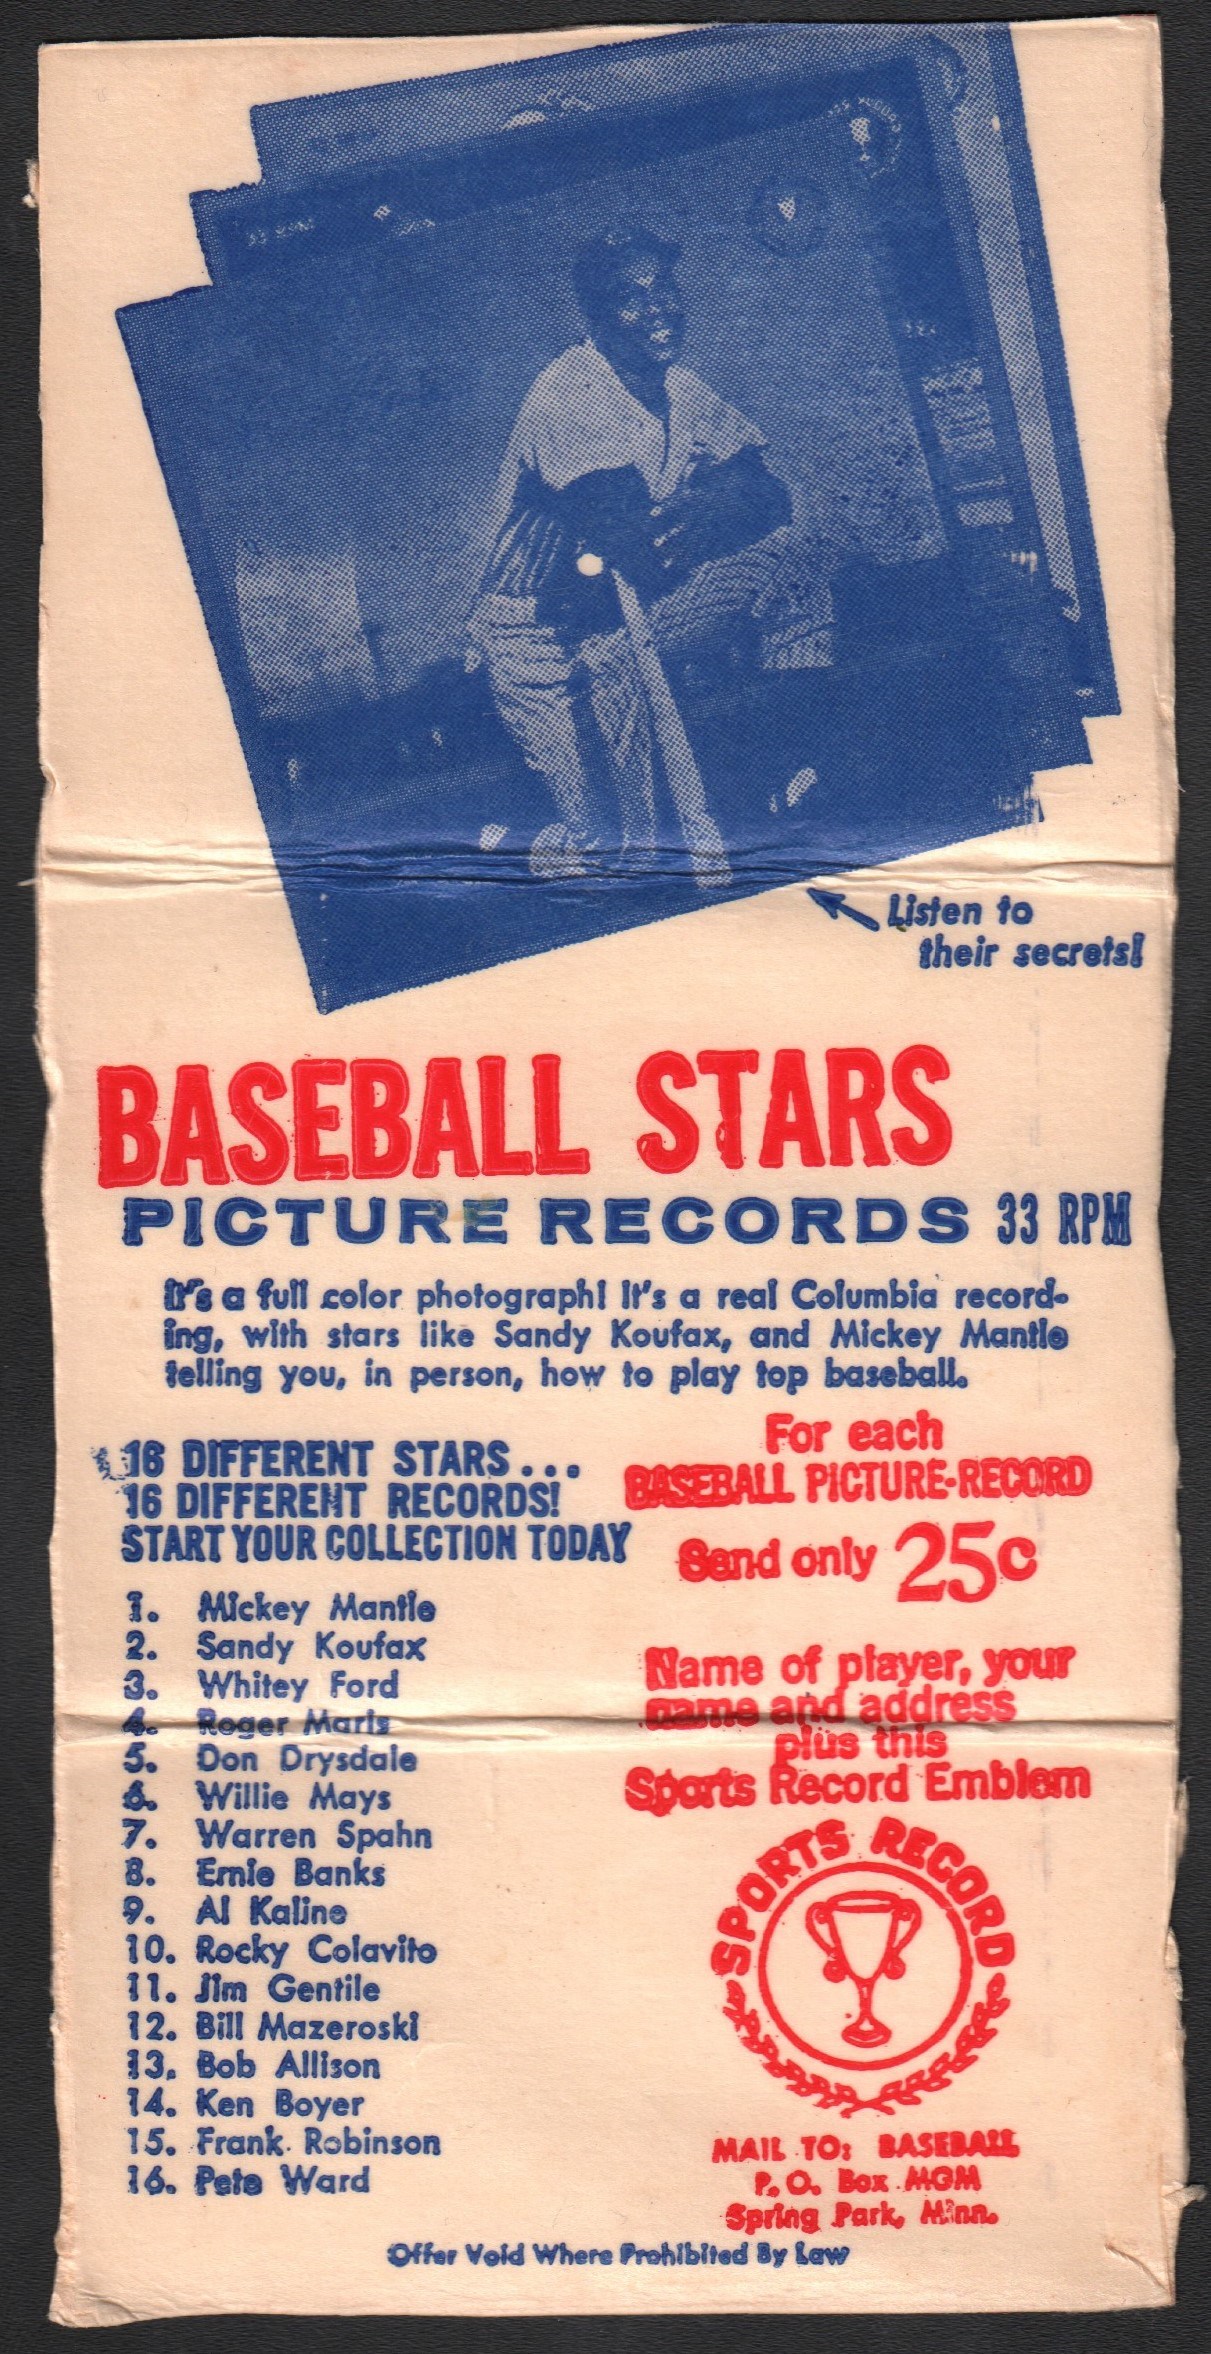 33 RPM
Listen to
their secrets!
BASEBALL STARS
PICTURE RECORDS 33 RPM
It's a full color photograph! It's a real Columbia record-
ing, with stars like Sandy Koufax, and Mickey Mantle
telling you, in person, how to play top baseball.
16 DIFFERENT STARS...
16 DIFFERENT RECORDS!
START YOUR COLLECTION TODAY
1. Mickey Mantle
2. Sandy Koufax
3. Whitey Ford
4. Roger Maris
5. Don Drysdale
6. Willie Mays
7. Warren Spahn
8. Ernie Banks
9. Al Kaline
10. Rocky Colavito
11. Jim Gentile
12. Bill Mazeroski
13. Bob Allison
14. Ken Boyer
15. Frank Robinson
16. Pete Ward
For each
BASEBALL PICTURE-RECORD
Send only 25c
Name of player, your
name and address
plus this
Sports Record Emblem
SPORTS RECORD
MAIL TO: BASEBALL
P.O. Box MGM
Spring Park, Minn.
Offer Void Where Prohibited By Law